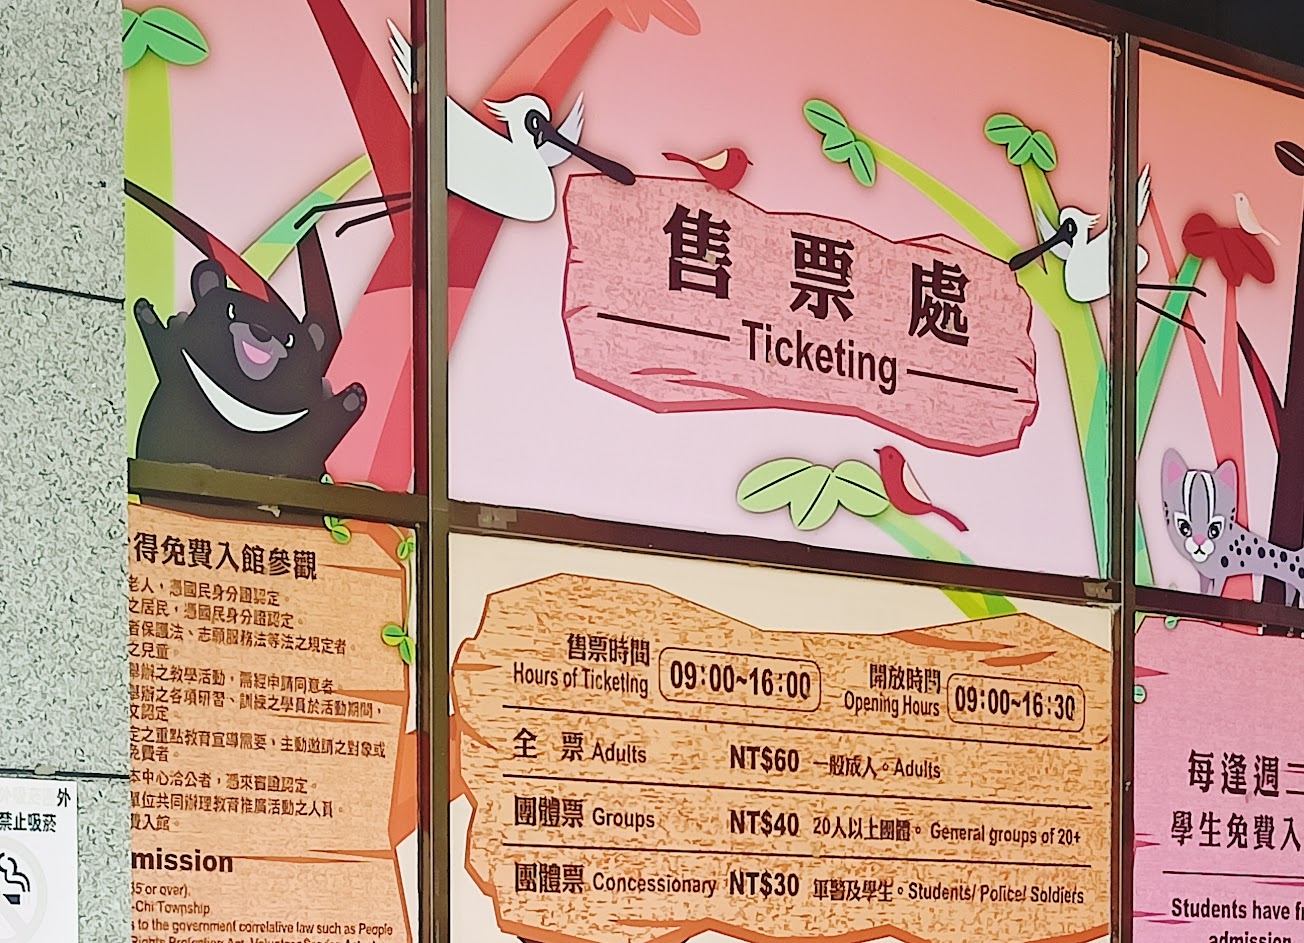 售票處
Ticketing
得免費入館參觀
老人，憑國民身分證認定。
之居民，憑國民身分證認定。
者保護法、志願服務法等法之規定者。
之兒童
舉辦之教學活動，需經申請同意者
舉辦之各項研習、訓練之學員於活動期間，
文認定。
定之重點教育宣導需要，主動邀請之對象或
免費者
本中心洽公者，憑來賓證認定。
單位共同辦理教育推廣活動之人員。
費入館。
mission
65 or over).
-Chi Township
s to the government correlative law such as People
售票時間
Hours of Ticketing
09:00~16:00
開放時間
Opening Hours
09:00~16:30
全 票 Adults NT$60 一般成人。Adults
團體票 Groups NT$40 20人以上團體。General groups of 20+
團體票 Concessionary NT$30 軍警及學生。Students/ Police/ Soldiers
每逢週二
學生免費入
Students have fr
admission
外
禁止吸菸